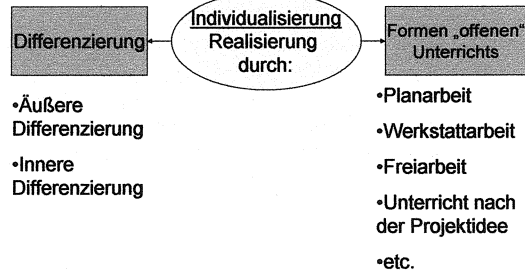 Differenzierung
Individualisierung
Realisierung
durch:
Formen „offenen“
Unterrichts
•Äußere
Differenzierung
•Innere
Differenzierung
•Planarbeit
•Werkstattarbeit
•Freiarbeit
•Unterricht nach
der Projektidee
•etc.